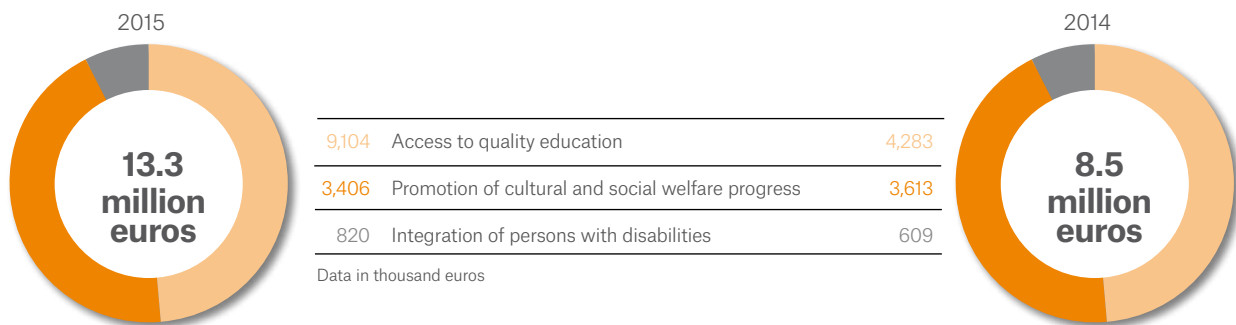 2015
13.3
million
euros
9,104 Access to quality education 4,283
3,406 Promotion of cultural and social welfare progress 3,613
820 Integration of persons with disabilities 609
Data in thousand euros
2014
8.5
million
euros